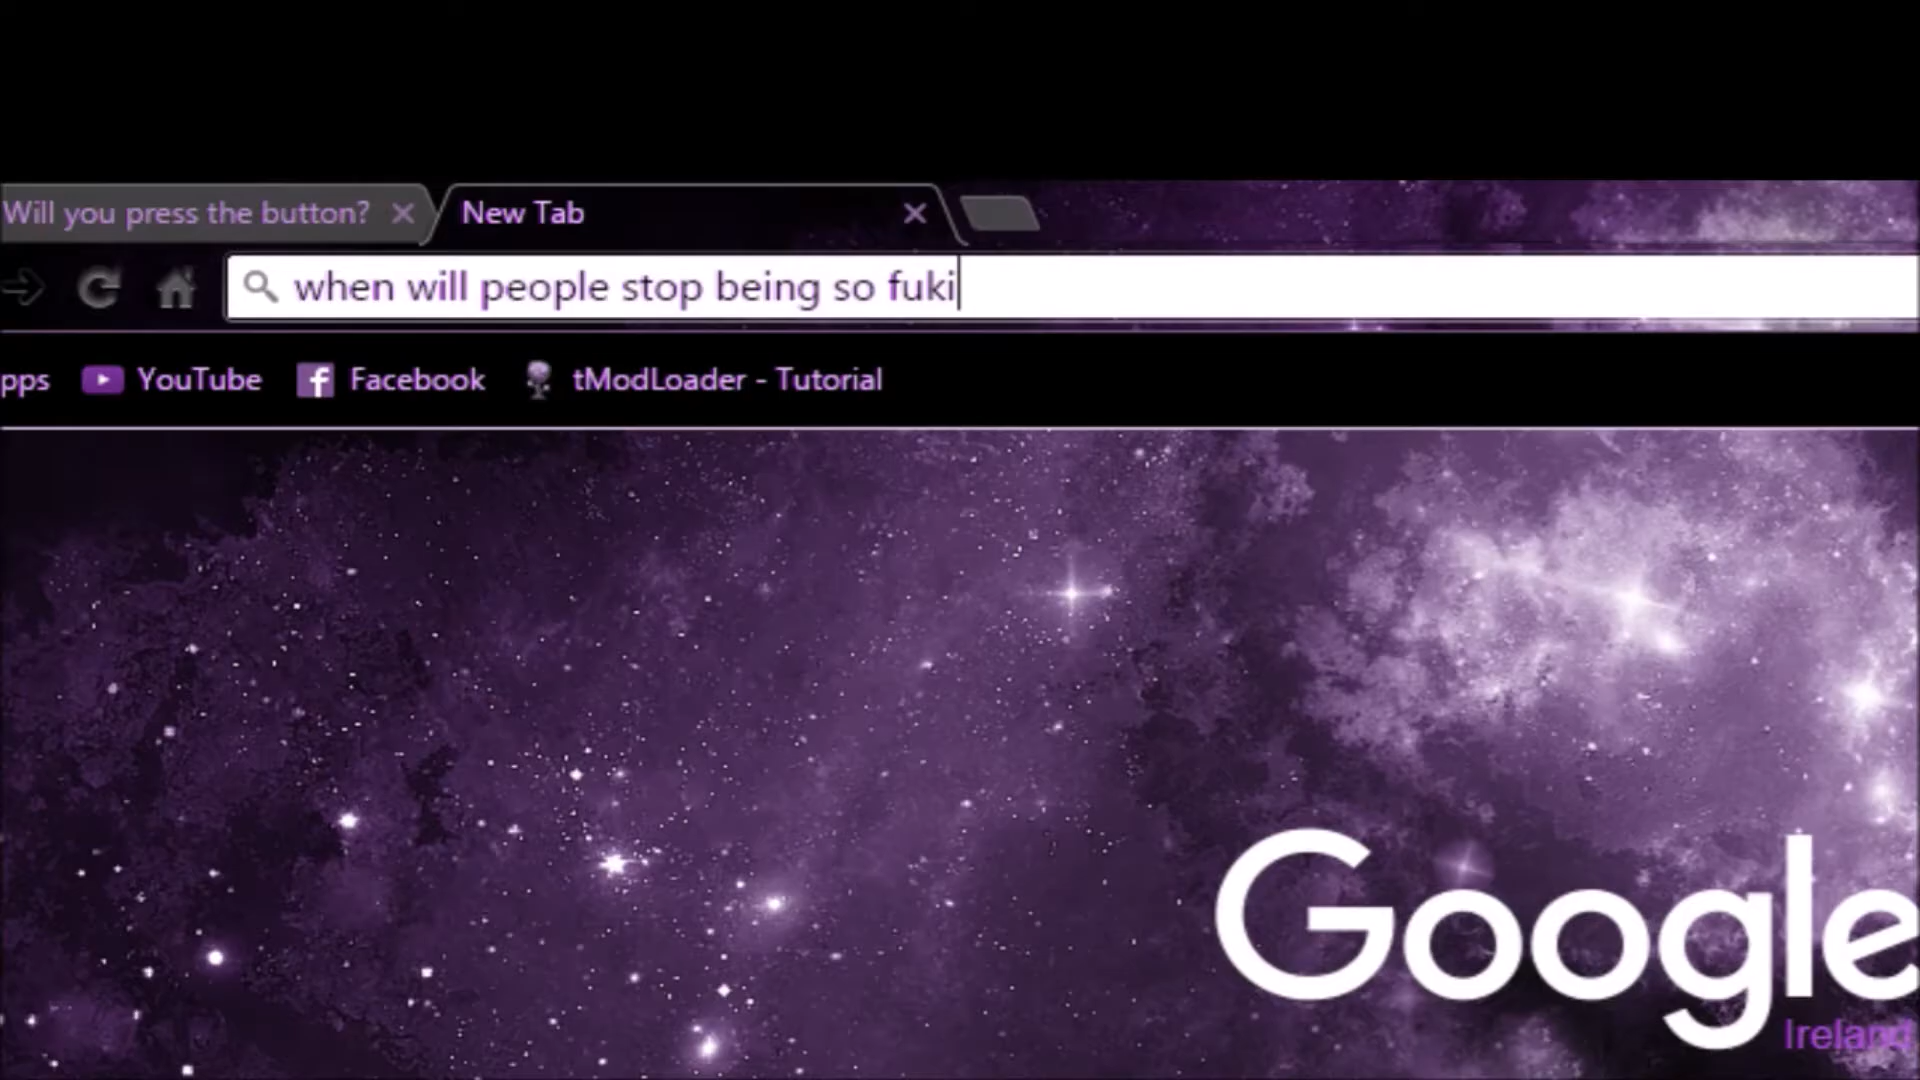 Will you press the button?
New Tab
when will people stop being so fuki
pps YouTube Facebook tModLoader - Tutorial
Google
Ireland